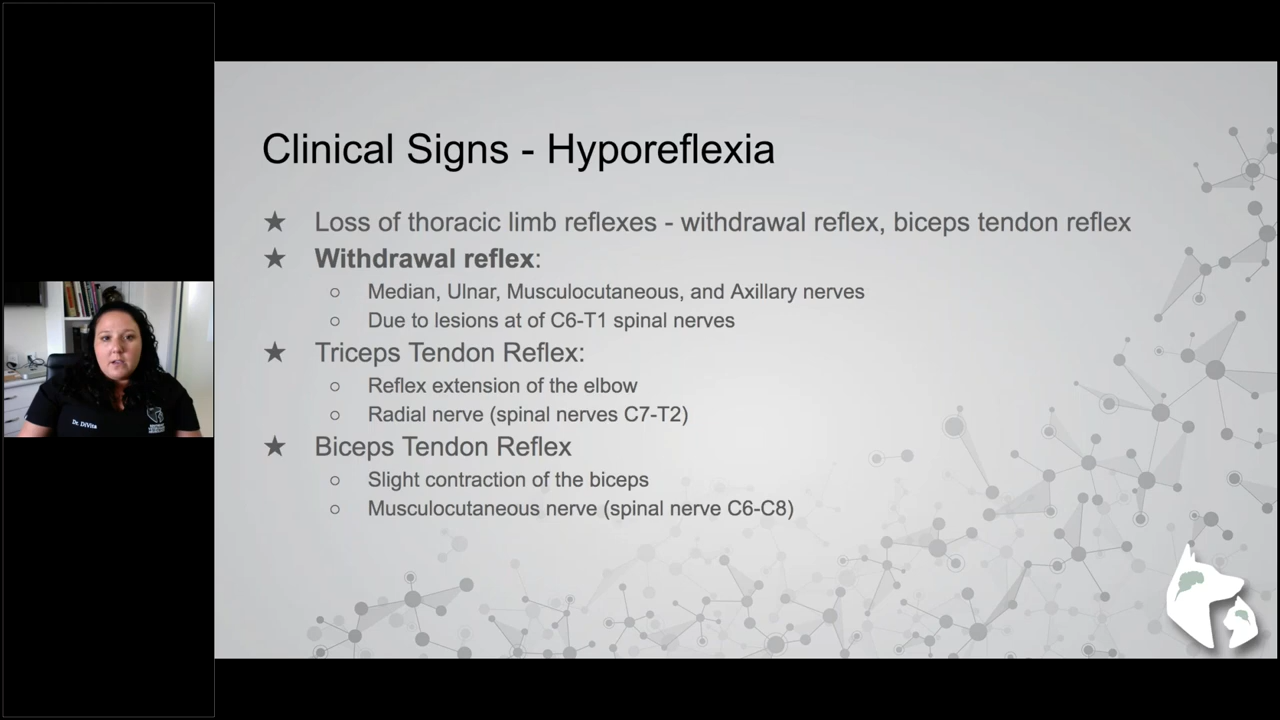 Clinical Signs - Hyporeflexia
★ Loss of thoracic limb reflexes - withdrawal reflex, biceps tendon reflex
★ Withdrawal reflex:
○ Median, Ulnar, Musculocutaneous, and Axillary nerves
○ Due to lesions at of C6-T1 spinal nerves
★ Triceps Tendon Reflex:
○ Reflex extension of the elbow
○ Radial nerve (spinal nerves C7-T2)
★ Biceps Tendon Reflex
○ Slight contraction of the biceps
○ Musculocutaneous nerve (spinal nerve C6-C8)
Dr. DiVita